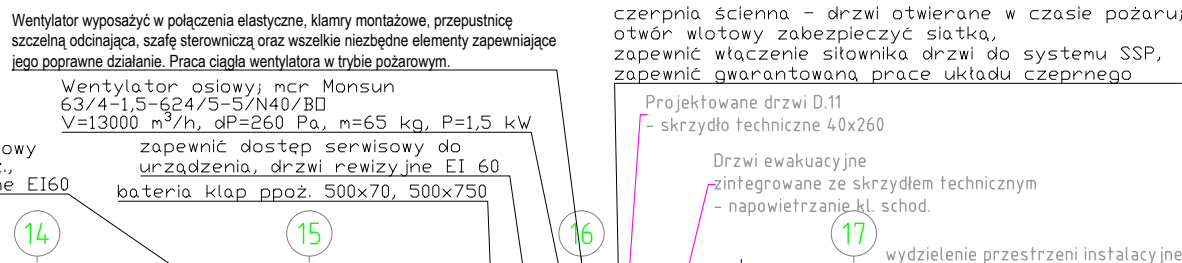 Wentylator wyposażyć w połączenia elastyczne, klamry montażowe, przepustnicę
szczelną odcinająca, szafę sterowniczą oraz wszelkie niezbędne elementy zapewniające
jego poprawne działanie. Praca ciągła wentylatora w trybie pożarowym.
Wentylator osiowy; mcr Monsun
63/4-1,5-624/5-5/N40/B□
V=13000 m³/h, dP=260 Pa, m=65 kg, P=1,5 kW
zapewnić dostęp serwisowy do
urządzenia, drzwi rewizyjne EI 60
bateria klap ppoż. 500x70, 500x750
owy
EI60
czerpnia ścienna - drzwi otwierane w czasie pożaru;
otwór wlotowy zabezpieczyć siatką,
zapewnić włączenie siłownika drzwi do systemu SSP,
zapewnić gwarantowaną prace układu czeprnego
Projektowane drzwi D.11
- skrzydło techniczne 40x260
Drzwi ewakuacyjne
zintegrowane ze skrzydłem technicznym
- napowietrzanie kl. schod.
14
15
16
17
wydzielenie przestrzeni instalacyjne